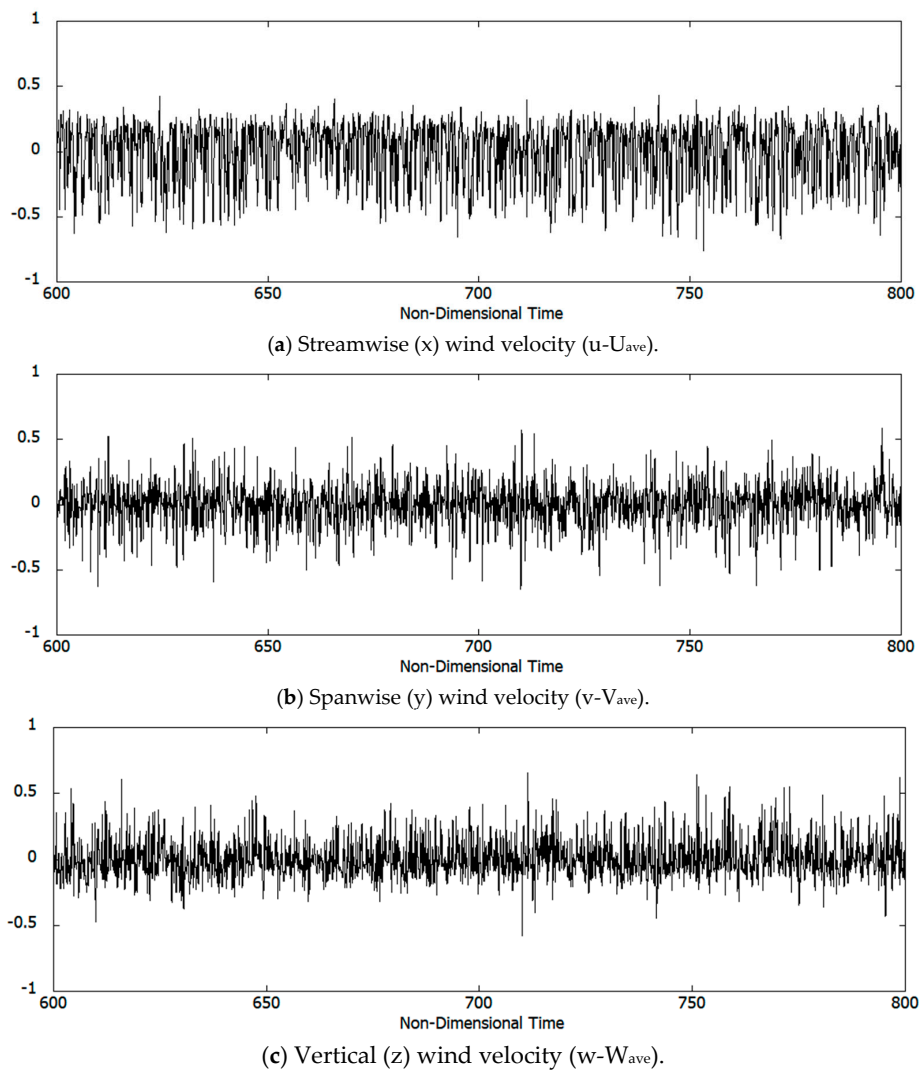 1
0.5
0
-0.5
-1
600 650 700 750 800
Non-Dimensional Time
(a) Streamwise (x) wind velocity (u-Uave).
1
0.5
0
-0.5
-1
600 650 700 750 800
Non-Dimensional Time
(b) Spanwise (y) wind velocity (v-Vave).
1
0.5
0
-0.5
-1
600 650 700 750 800
Non-Dimensional Time
(c) Vertical (z) wind velocity (w-Wave).